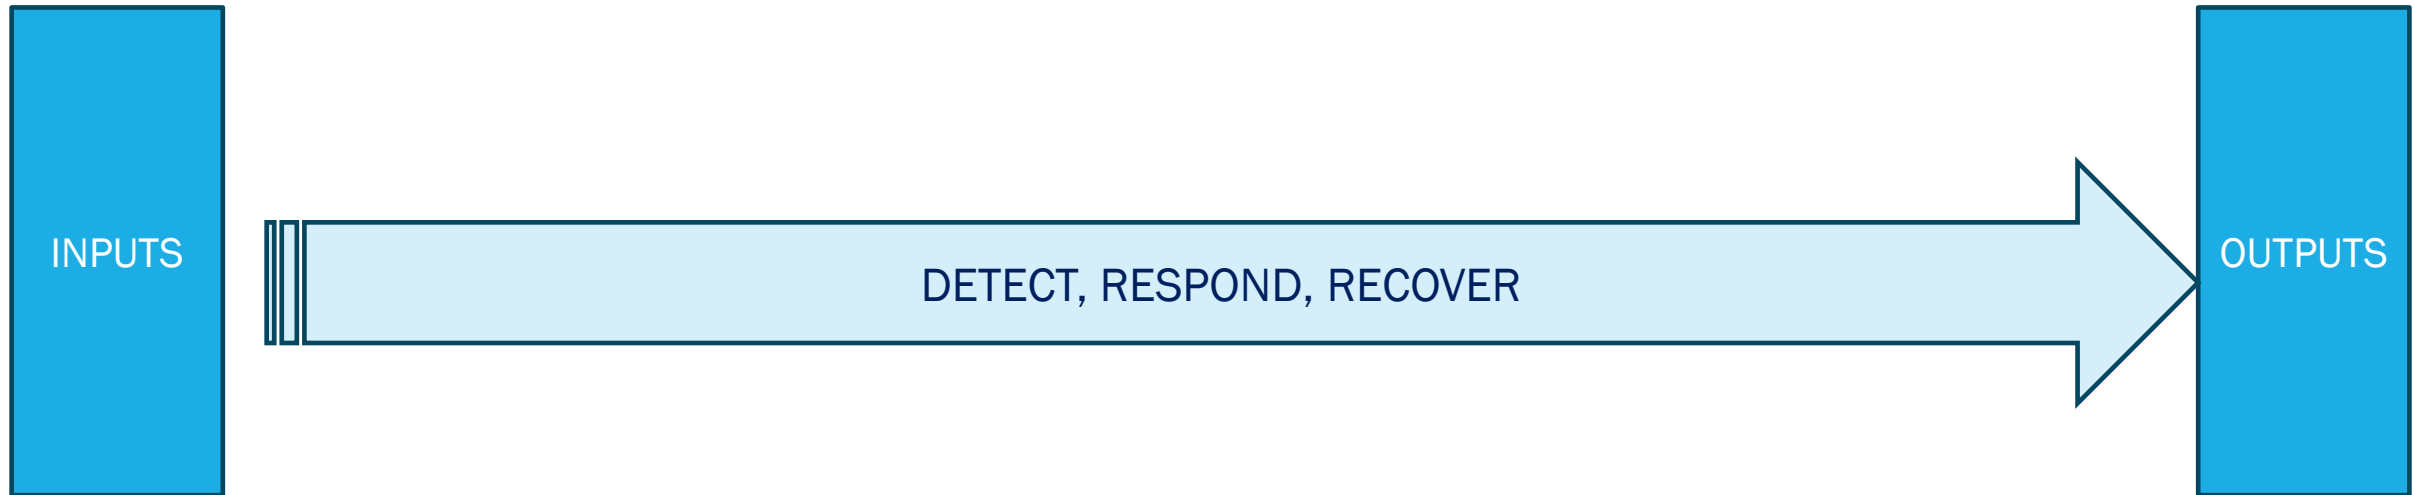 INPUTS
DETECT, RESPOND, RECOVER
OUTPUTS